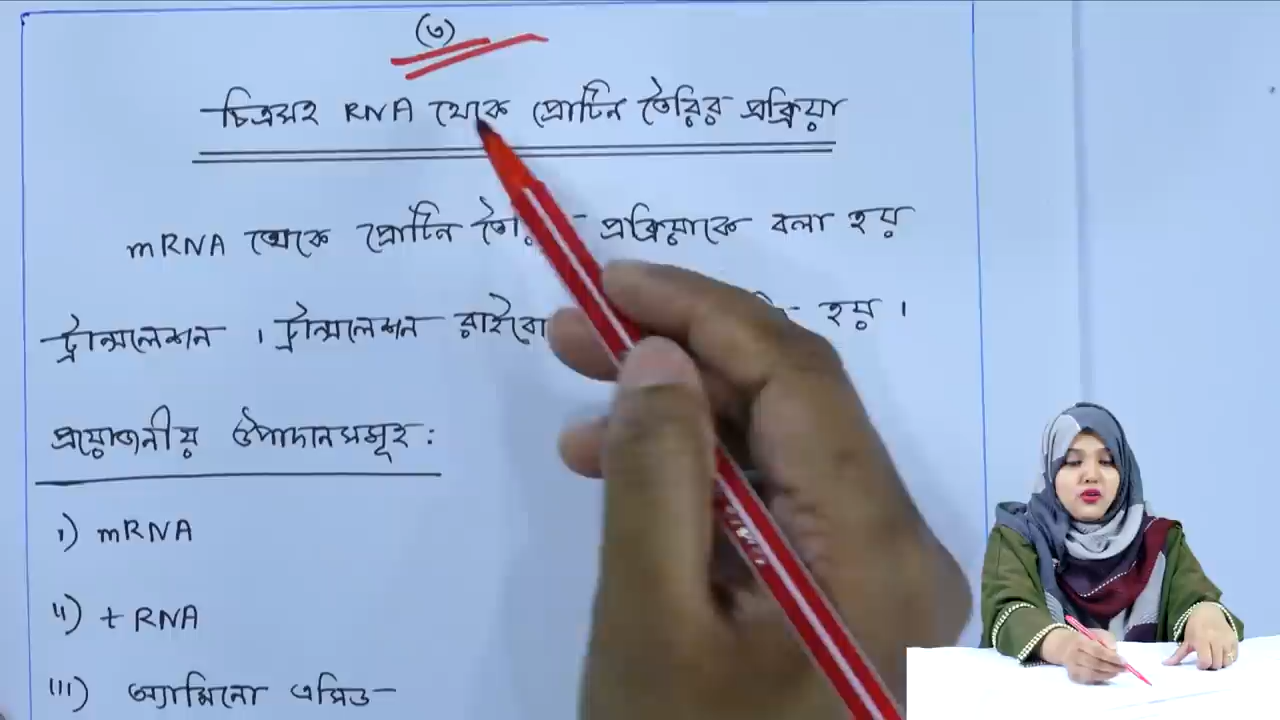 (৩)
চিত্রসহ RNA থেকে প্রোটিন তৈরির প্রক্রিয়া
mRNA থেকে প্রোটিন প্রক্রিয়াকে বলা হয়
ট্রান্সলেশন । ট্রান্সলেশন হয় ।
প্রয়োজনীয় উপাদানসমূহ :
i) mRNA
ii) tRNA
iii) অ্যামিনো এসিড